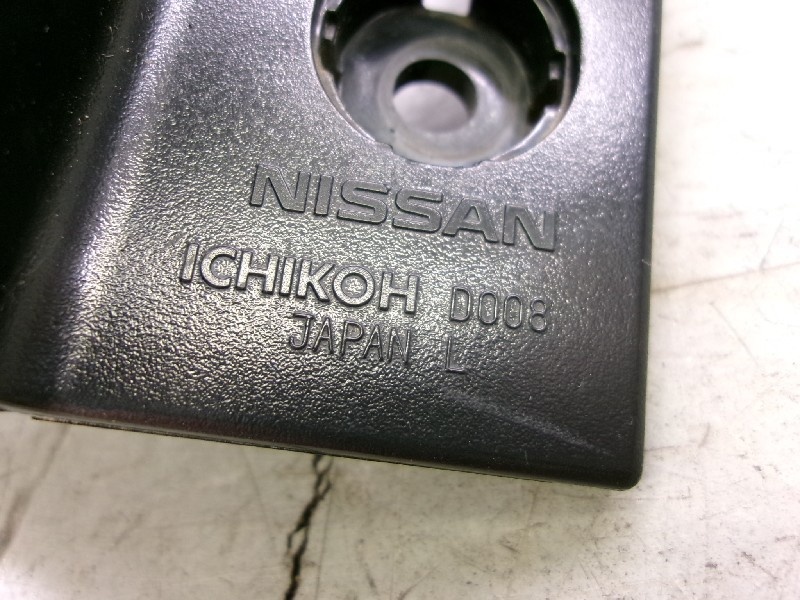 NISSAN
ICHIKOH D008
JAPAN L